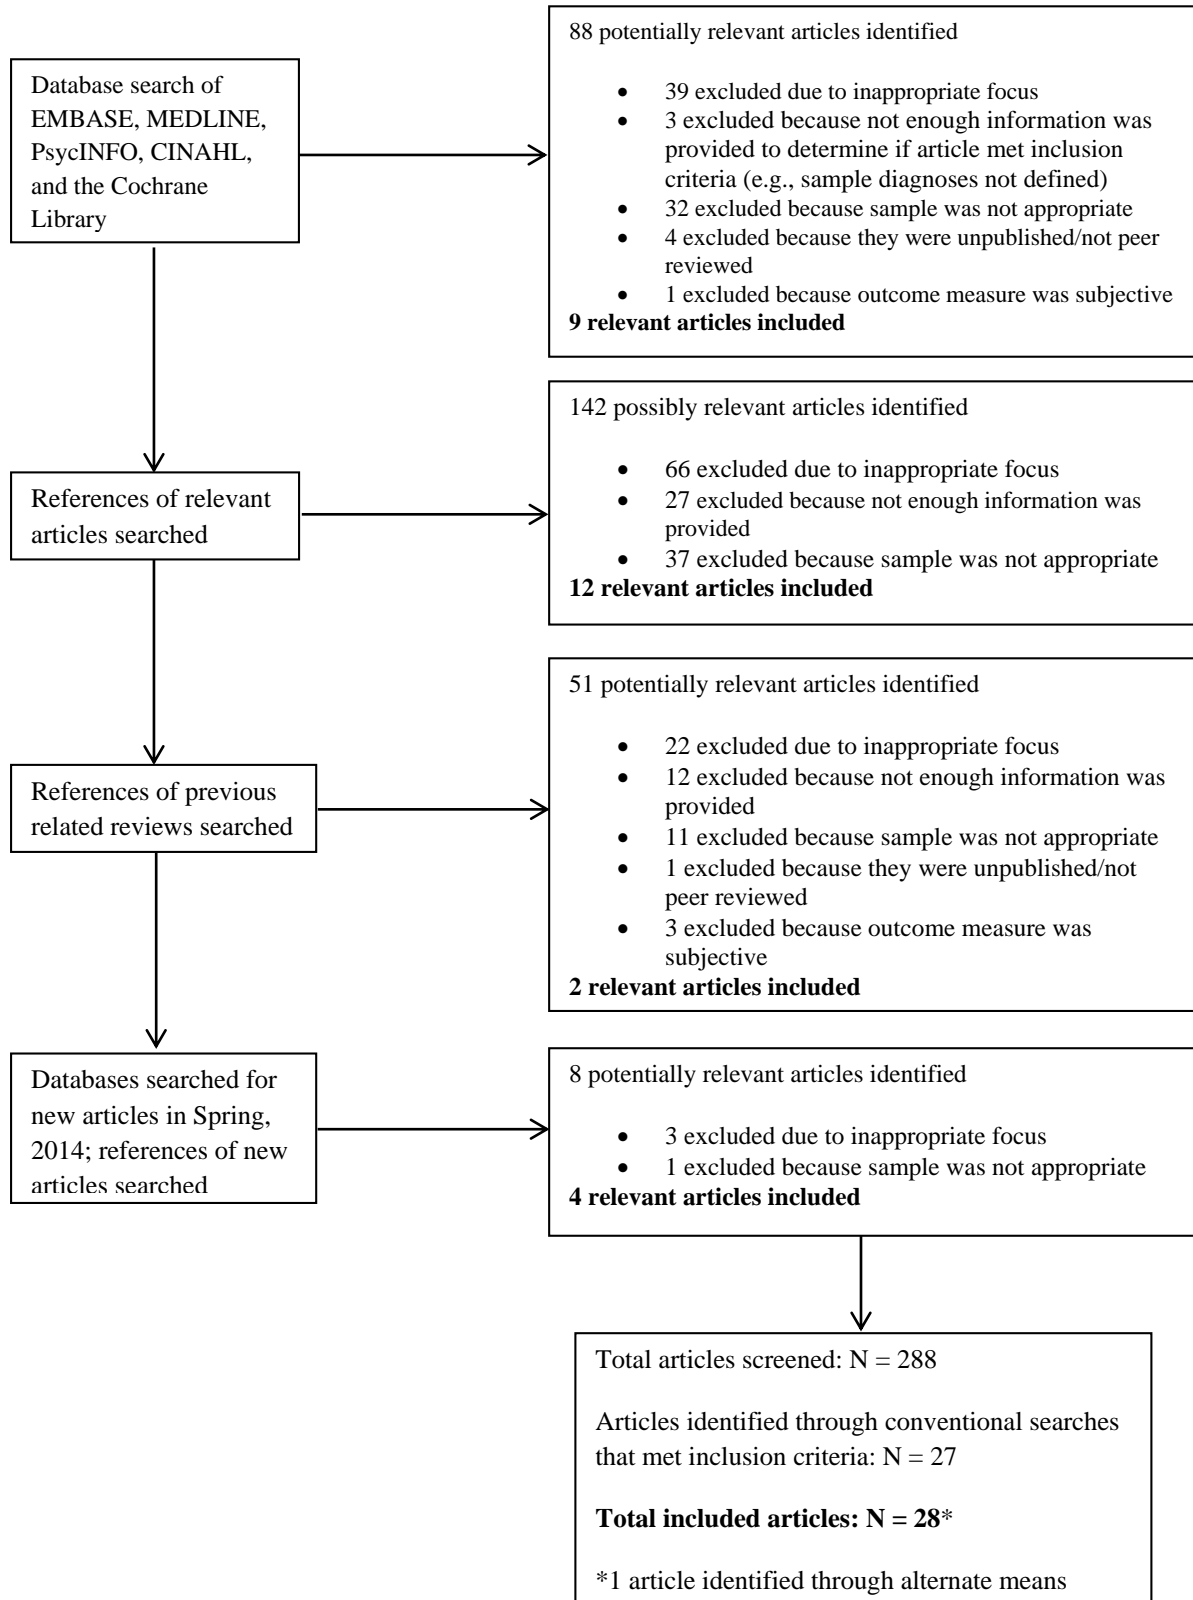 Database search of
EMBASE, MEDLINE,
PsycINFO, CINAHL,
and the Cochrane
Library
88 potentially relevant articles identified
• 39 excluded due to inappropriate focus
• 3 excluded because not enough information was
provided to determine if article met inclusion
criteria (e.g., sample diagnoses not defined)
• 32 excluded because sample was not appropriate
• 4 excluded because they were unpublished/not peer
reviewed
• 1 excluded because outcome measure was subjective
9 relevant articles included
References of relevant
articles searched
142 possibly relevant articles identified
• 66 excluded due to inappropriate focus
• 27 excluded because not enough information was
provided
• 37 excluded because sample was not appropriate
12 relevant articles included
References of previous
related reviews searched
51 potentially relevant articles identified
• 22 excluded due to inappropriate focus
• 12 excluded because not enough information was
provided
• 11 excluded because sample was not appropriate
• 1 excluded because they were unpublished/not
peer reviewed
• 3 excluded because outcome measure was
subjective
2 relevant articles included
Databases searched for
new articles in Spring,
2014; references of new
articles searched
8 potentially relevant articles identified
• 3 excluded due to inappropriate focus
• 1 excluded because sample was not appropriate
4 relevant articles included
Total articles screened: N = 288
Articles identified through conventional searches
that met inclusion criteria: N = 27
Total included articles: N = 28*
*1 article identified through alternate means